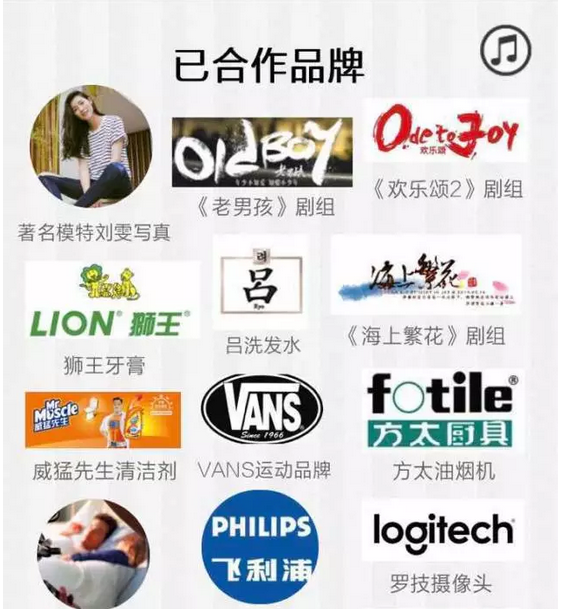 已合作品牌
Old BOY
《老男孩》剧组
Ode to Joy
欢乐颂
《欢乐颂2》剧组
著名模特刘雯写真
LION® 狮王®
狮王牙膏
吕
Ryo
吕洗发水
海上繁花
《海上繁花》剧组
Mr Muscle
威猛先生
威猛先生清洁剂
VANS
Since 1966
VANS运动品牌
fotile®
方太厨具
方太油烟机
PHILIPS
飞利浦
logitech
罗技摄像头